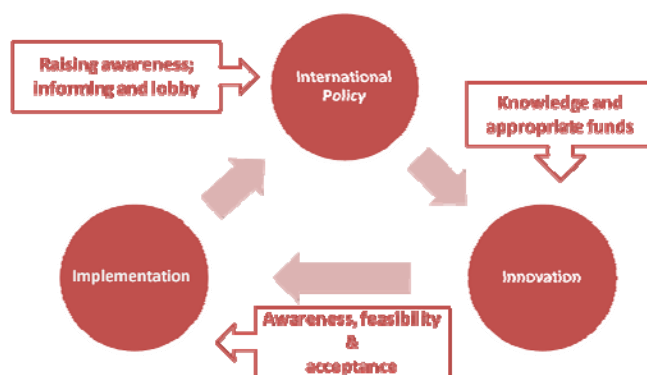 Raising awareness;
informing and lobby
International
Policy
Knowledge and
appropriate funds
Implementation
Innovation
Awareness, feasibility
&
acceptance